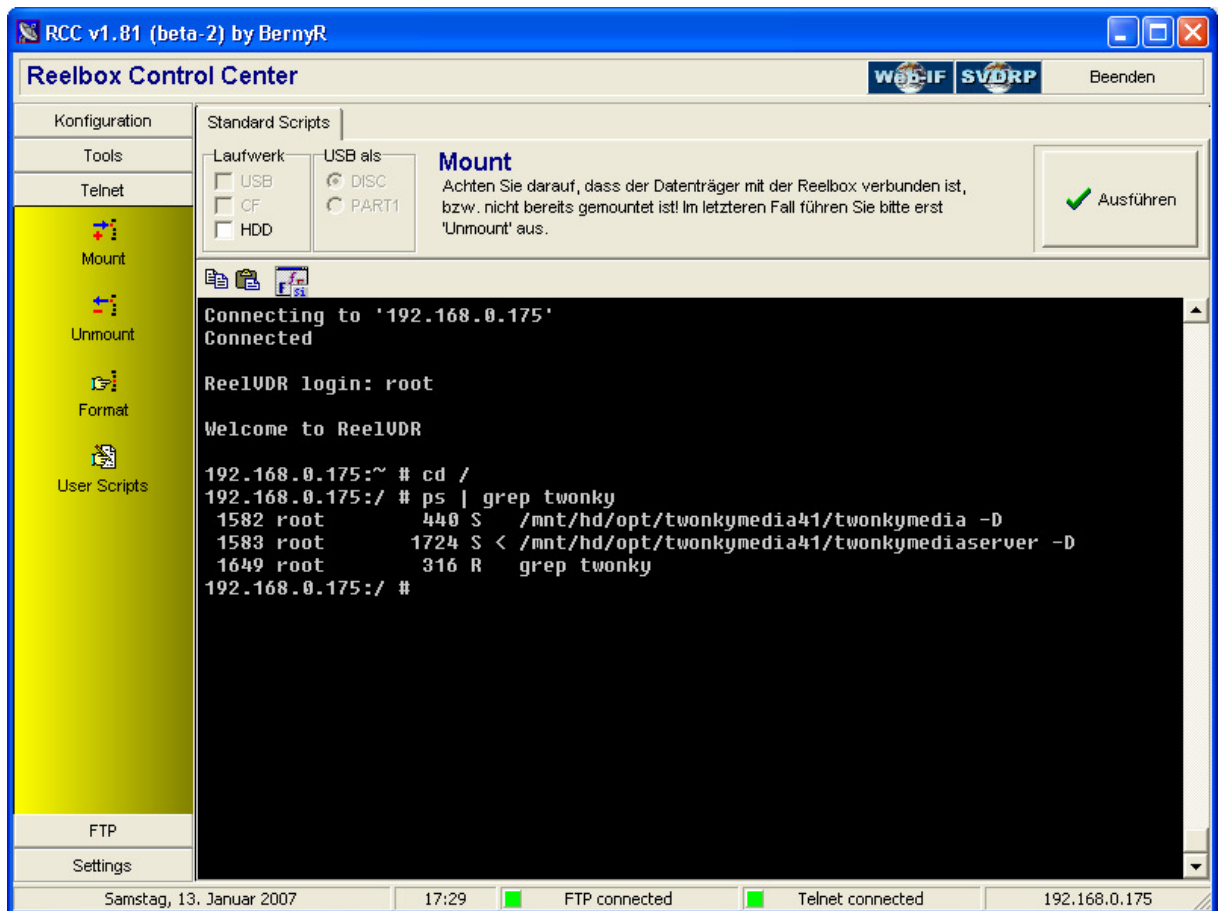 RCC v1.81 (beta-2) by BernyR
Reelbox Control Center
Web-IF SVDRP Beenden
Konfiguration
Tools
Telnet
Mount
Unmount
Format
User Scripts
FTP
Settings
Standard Scripts
Laufwerk
USB
CF
HDD
USB als
DISC
PART1
Mount
Achten Sie darauf, dass der Datenträger mit der Reelbox verbunden ist,
bzw. nicht bereits gemountet ist! Im letzteren Fall führen Sie bitte erst
'Unmount' aus.
Ausführen
Connecting to '192.168.0.175'
Connected
ReelVDR login: root
Welcome to ReelVDR
192.168.0.175:~ # cd /
192.168.0.175:/ # ps | grep twonky
1582 root 440 S /mnt/hd/opt/twonkymedia41/twonkymedia -D
1583 root 1724 S < /mnt/hd/opt/twonkymedia41/twonkymediaserver -D
1649 root 316 R grep twonky
192.168.0.175:/ #
Samstag, 13. Januar 2007 17:29 FTP connected Telnet connected 192.168.0.175